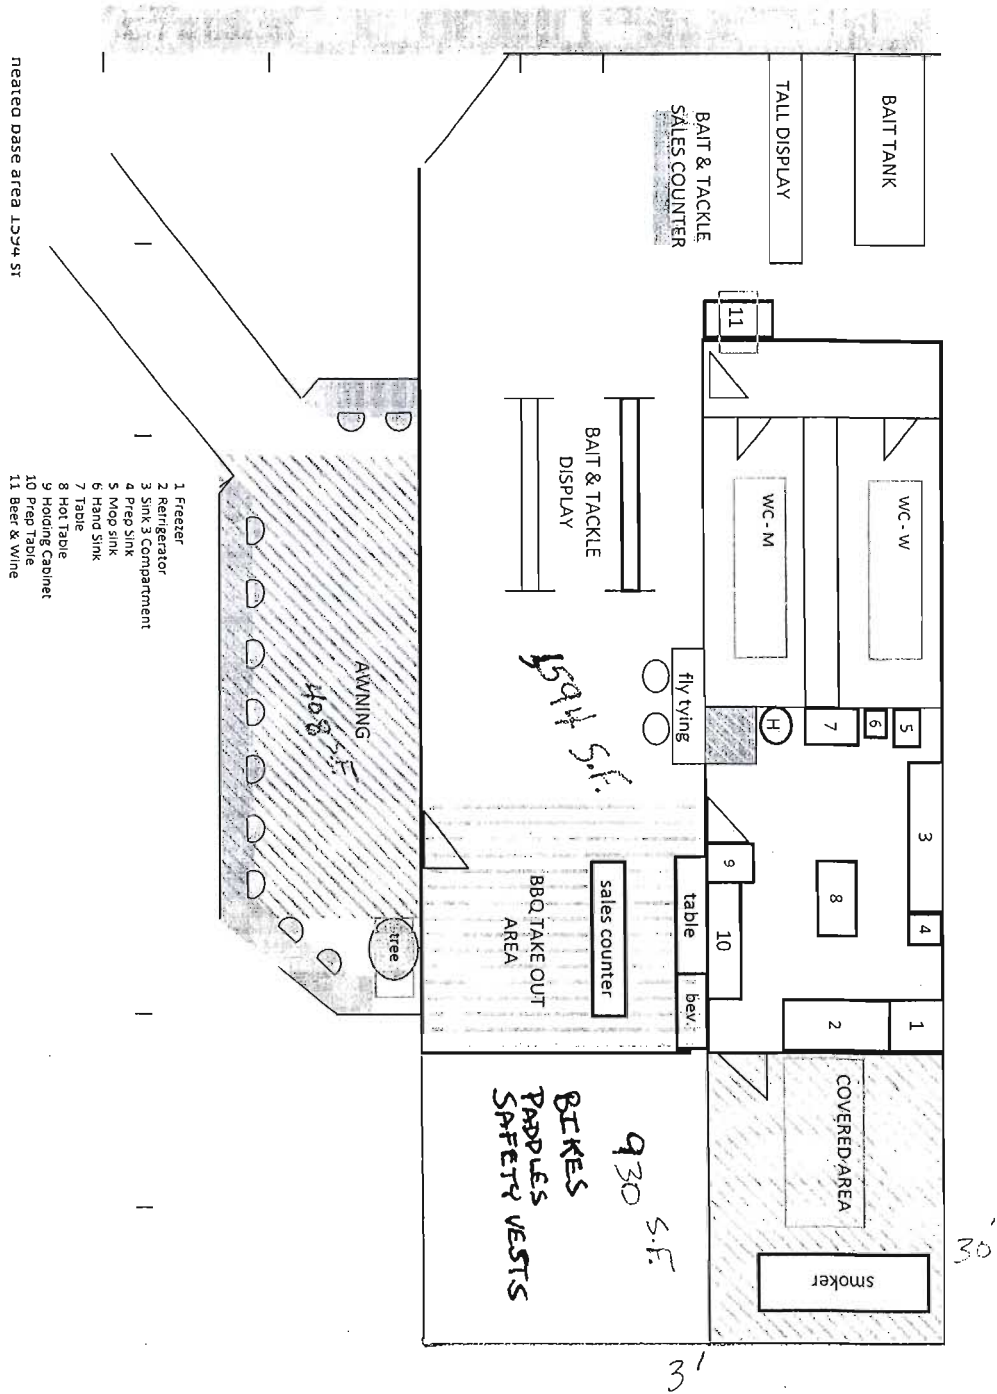 BAIT TANK
TALL DISPLAY
BAIT & TACKLE
SALES COUNTER
11
WC - W
WC - M
BAIT & TACKLE
DISPLAY
fly tying
H
7
6
5
3
4
8
9
10
2
1
table
bev.
sales counter
BBQ TAKE OUT
AREA
1594 S.F.
AWNING
408 S.F.
tree
COVERED AREA
smoker
930 S.F.
BIKES
PADDLES
SAFETY VESTS
30'
3'
heated base area 1594 sf
1 Freezer
2 Refrigerator
3 Sink 3 Compartment
4 Prep Sink
5 Mop sink
6 Hand Sink
7 Table
8 Hot Table
9 Holding Cabinet
10 Prep Table
11 Beer & Wine